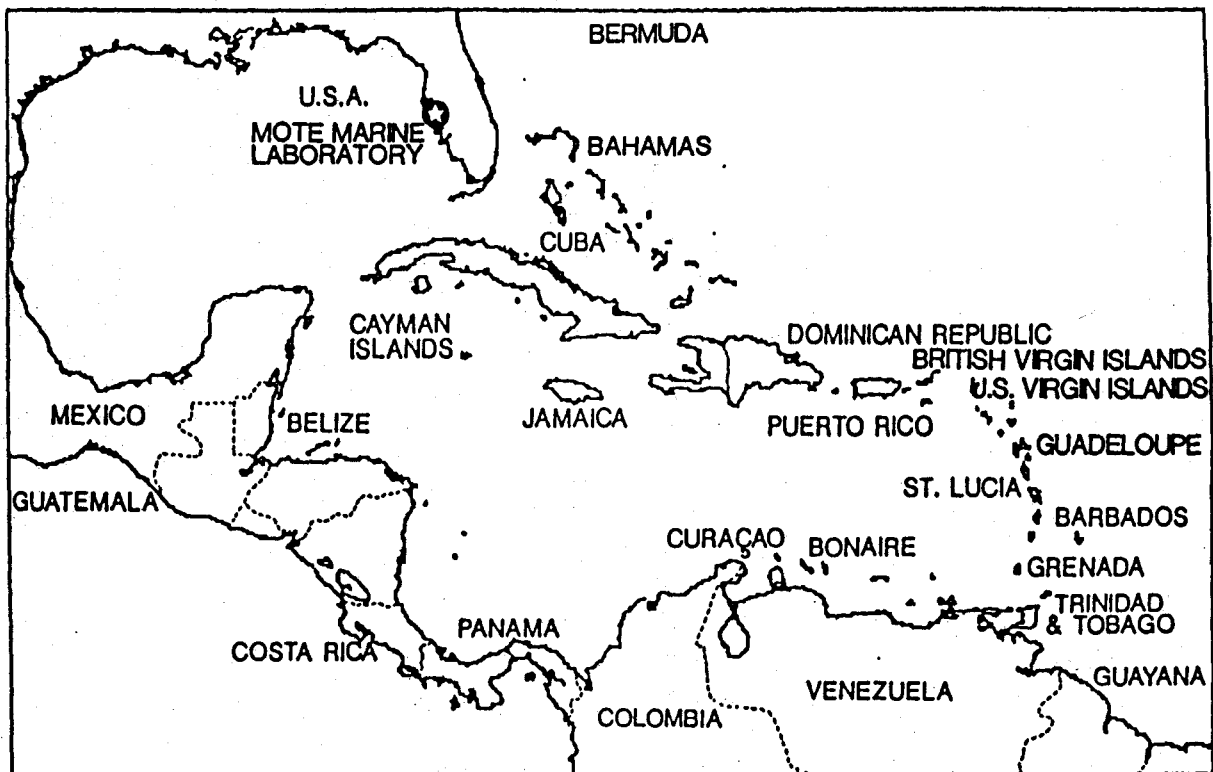 BERMUDA
U.S.A.
MOTE MARINE
LABORATORY
BAHAMAS
CUBA
CAYMAN
ISLANDS
DOMINICAN REPUBLIC
BRITISH VIRGIN ISLANDS
U.S. VIRGIN ISLANDS
MEXICO
BELIZE
JAMAICA
PUERTO RICO
GUADELOUPE
GUATEMALA
ST. LUCIA
BARBADOS
CURAÇAO
BONAIRE
GRENADA
TRINIDAD
& TOBAGO
PANAMA
COSTA RICA
GUAYANA
VENEZUELA
COLOMBIA